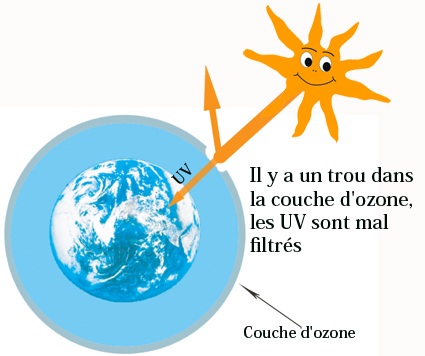 UV
Il y a un trou dans
la couche d'ozone,
les UV sont mal
filtrés
Couche d'ozone